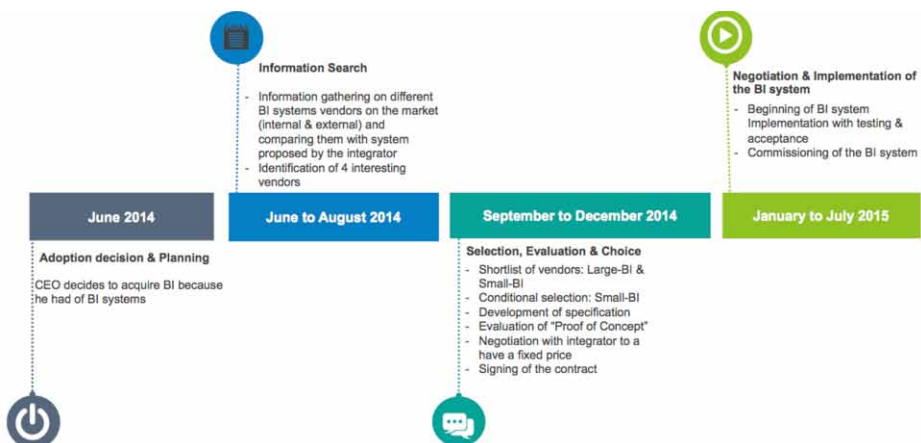 Information Search
- Information gathering on different
BI systems vendors on the market
(internal & external) and
comparing them with system
proposed by the integrator
- Identification of 4 interesting
vendors
Negotiation & Implementation of
the BI system
- Beginning of BI system
Implementation with testing &
acceptance
- Commissioning of the BI system
June 2014
June to August 2014
September to December 2014
January to July 2015
Adoption decision & Planning
CEO decides to acquire BI because
he had of BI systems
Selection, Evaluation & Choice
- Shortlist of vendors: Large-BI &
Small-BI
- Conditional selection: Small-BI
- Development of specification
- Evaluation of "Proof of Concept"
- Negotiation with integrator to a
have a fixed price
- Signing of the contract